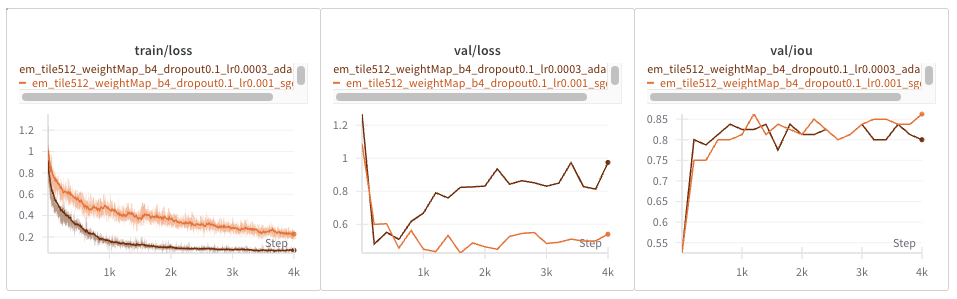 train/loss
em_tile512_weightMap_b4_dropout0.1_lr0.0003_ada
em_tile512_weightMap_b4_dropout0.1_lr0.001_sg
1.2
1
0.8
0.6
0.4
0.2
Step
1k
2k
3k
4k
val/loss
em_tile512_weightMap_b4_dropout0.1_lr0.0003_ada
em_tile512_weightMap_b4_dropout0.1_lr0.001_sg
1.2
1
0.8
0.6
Step
1k
2k
3k
4k
val/iou
em_tile512_weightMap_b4_dropout0.1_lr0.0003_ada
em_tile512_weightMap_b4_dropout0.1_lr0.001_sg
0.85
0.8
0.75
0.7
0.65
0.6
0.55
Step
1k
2k
3k
4k